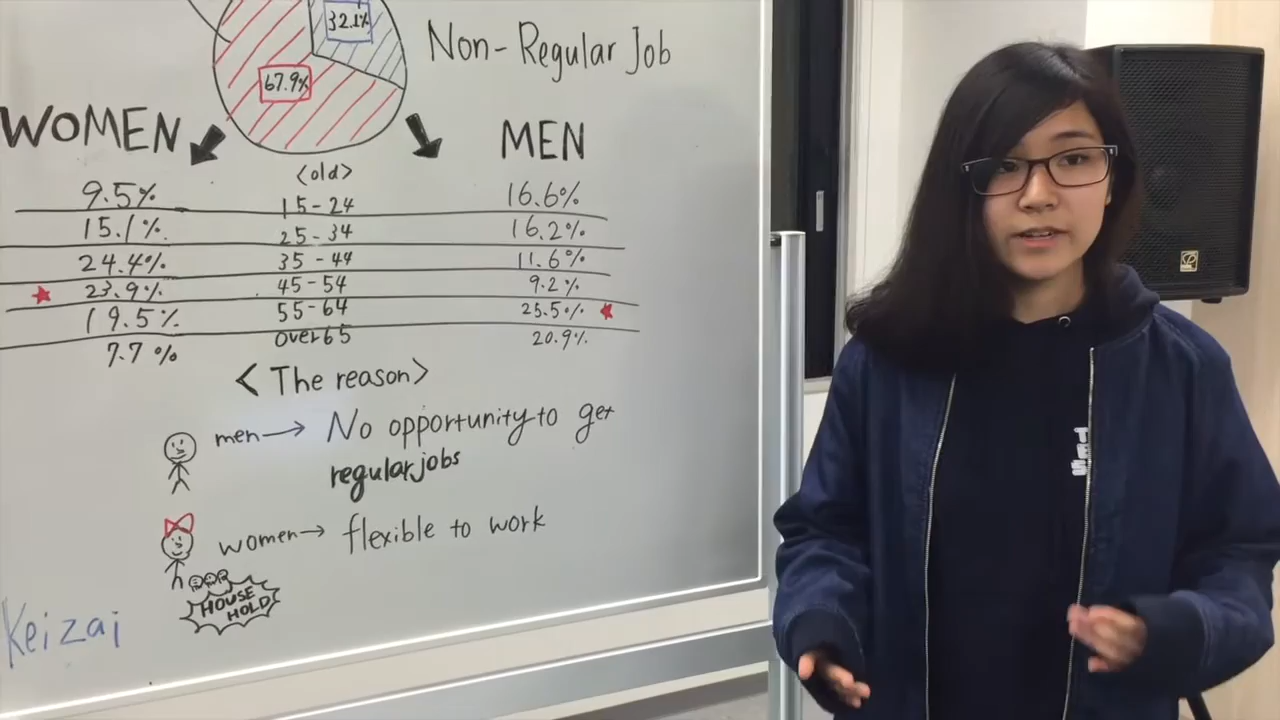 32.1%
67.9%
Non-Regular Job
WOMEN
MEN
<old>
9.5% 15-24 16.6%
15.1% 25-34 16.2%
24.4% 35-44 11.6%
★ 23.9% 45-54 9.2%
19.5% 55-64 25.5% ★
7.7% over 65 20.9%
<The reason>
men→ No opportunity to get
regular jobs
women→ flexible to work
HOUSE
HOLD
Keizai